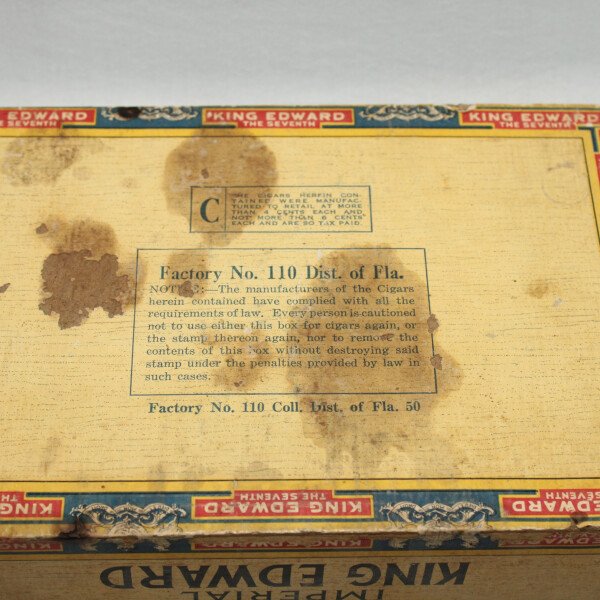 EDWARD
THE SEVENTH
KING EDWARD
THE SEVENTH
KING EDWARD
THE SEVENTH
C
THE CIGARS HEREIN CON-
TAINED WERE MANUFAC-
TURED TO RETAIL AT MORE
THAN 4 CENTS EACH AND
NOT MORE THAN 6 CENTS
EACH AND ARE SO TAX PAID.
Factory No. 110 Dist. of Fla.
NOTICE:—The manufacturers of the Cigars
herein contained have complied with all the
requirements of law. Every person is cautioned
not to use either this box for cigars again, or
the stamp thereon again, nor to remove the
contents of this box without destroying said
stamp under the penalties provided by law in
such cases.
Factory No. 110 Coll. Dist. of Fla. 50
KING
THE
KING EDWARD
THE SEVENTH
KING EDWARD
THE SEVENTH
KING
KING EDWARD
KING EDWARD
IMPERIAL
KING EDWARD